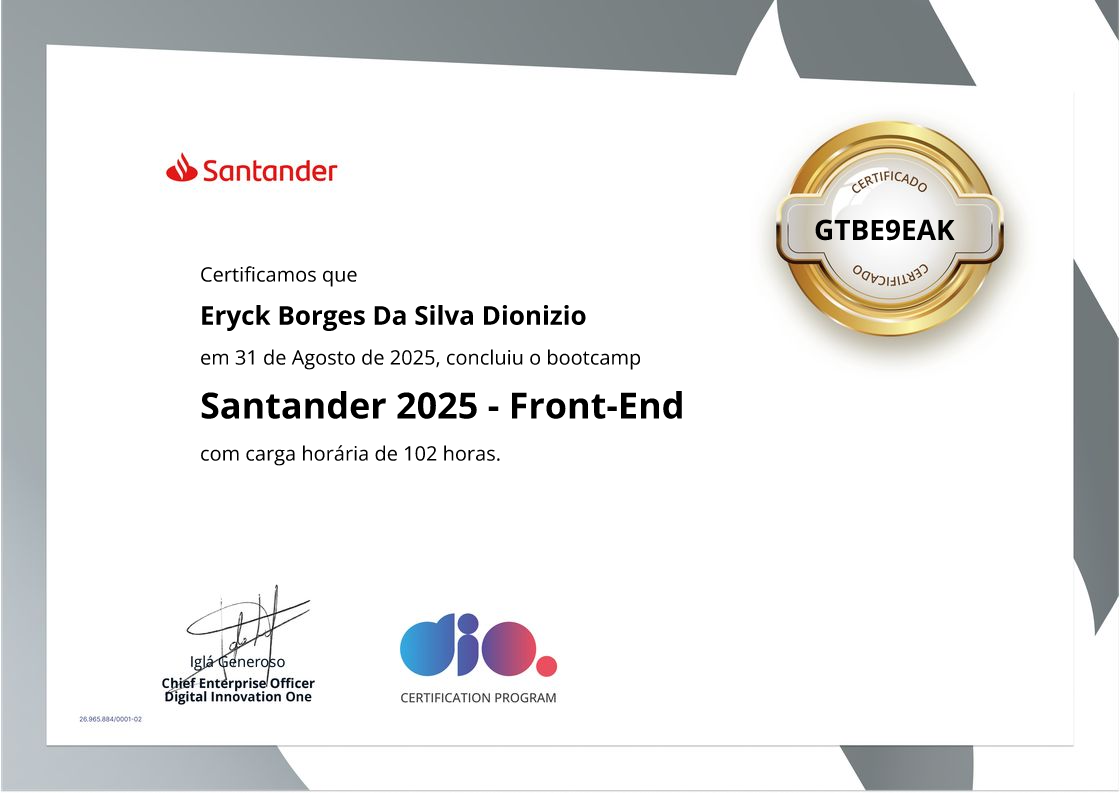 Santander
CERTIFICADO
GTBE9EAK
CERTIFICADO
Certificamos que
Eryck Borges Da Silva Dionizio
em 31 de Agosto de 2025, concluiu o bootcamp
Santander 2025 - Front-End
com carga horária de 102 horas.
Iglá Generoso
Chief Enterprise Officer
Digital Innovation One
dio.
CERTIFICATION PROGRAM
26.965.884/0001-02